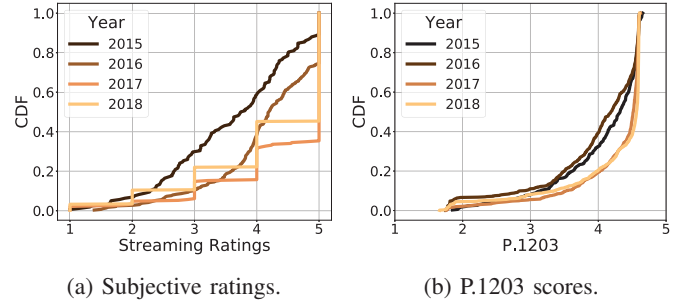 Year
2015
2016
2017
2018
CDF
1.0
0.8
0.6
0.4
0.2
0.0
1 2 3 4 5
Streaming Ratings
(a) Subjective ratings.
Year
2015
2016
2017
2018
CDF
1.0
0.8
0.6
0.4
0.2
0.0
1 2 3 4 5
P.1203
(b) P.1203 scores.